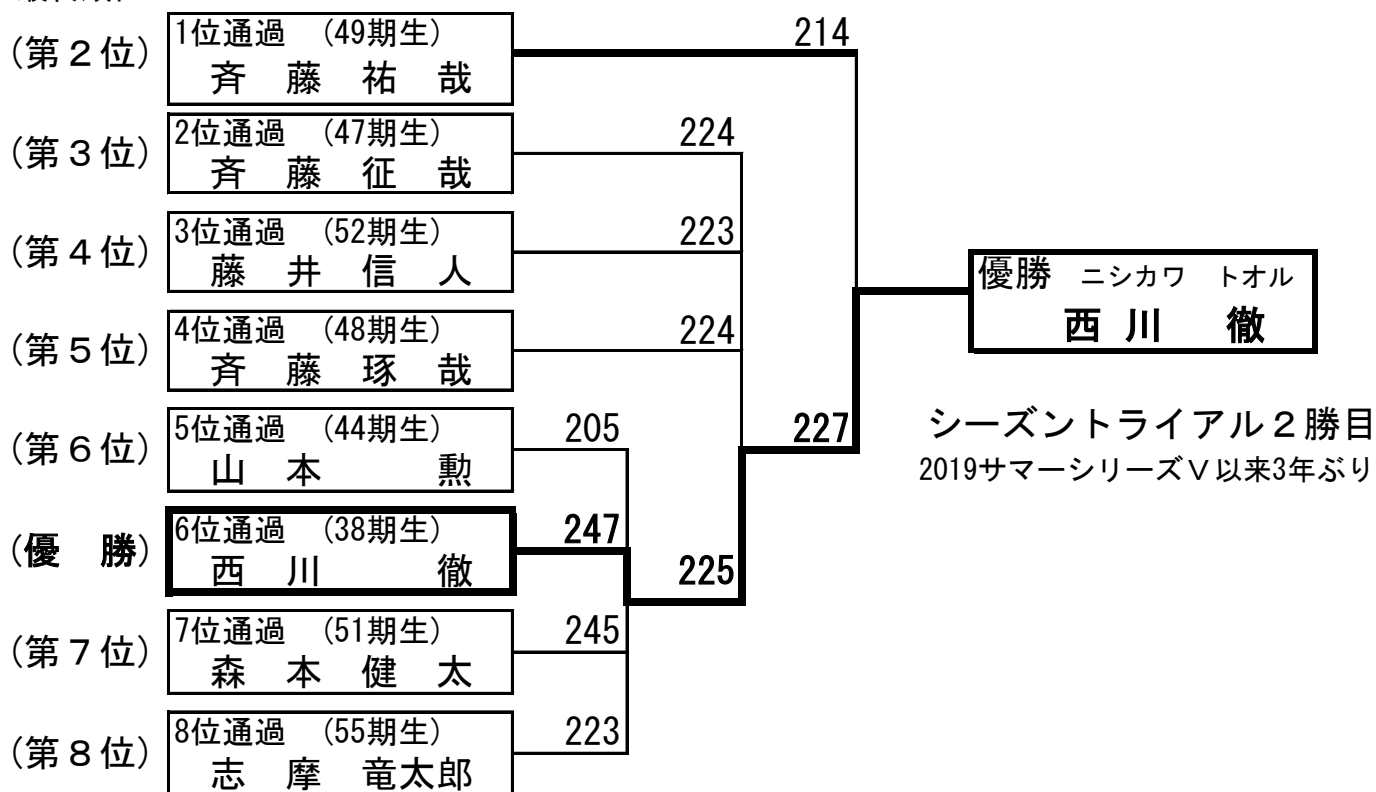 (第２位)
1位通過 (49期生)
斉藤祐哉
214
(第３位)
2位通過 (47期生)
斉藤征哉
224
(第４位)
3位通過 (52期生)
藤井信人
223
(第５位)
4位通過 (48期生)
斉藤琢哉
224
(第６位)
5位通過 (44期生)
山本勲
205
(優勝)
6位通過 (38期生)
西川徹
247
225
227
(第７位)
7位通過 (51期生)
森本健太
245
(第８位)
8位通過 (55期生)
志摩竜太郎
223
優勝 ニシカワ トオル
西川徹
シーズントライアル２勝目
2019サマーシリーズＶ以来3年ぶり